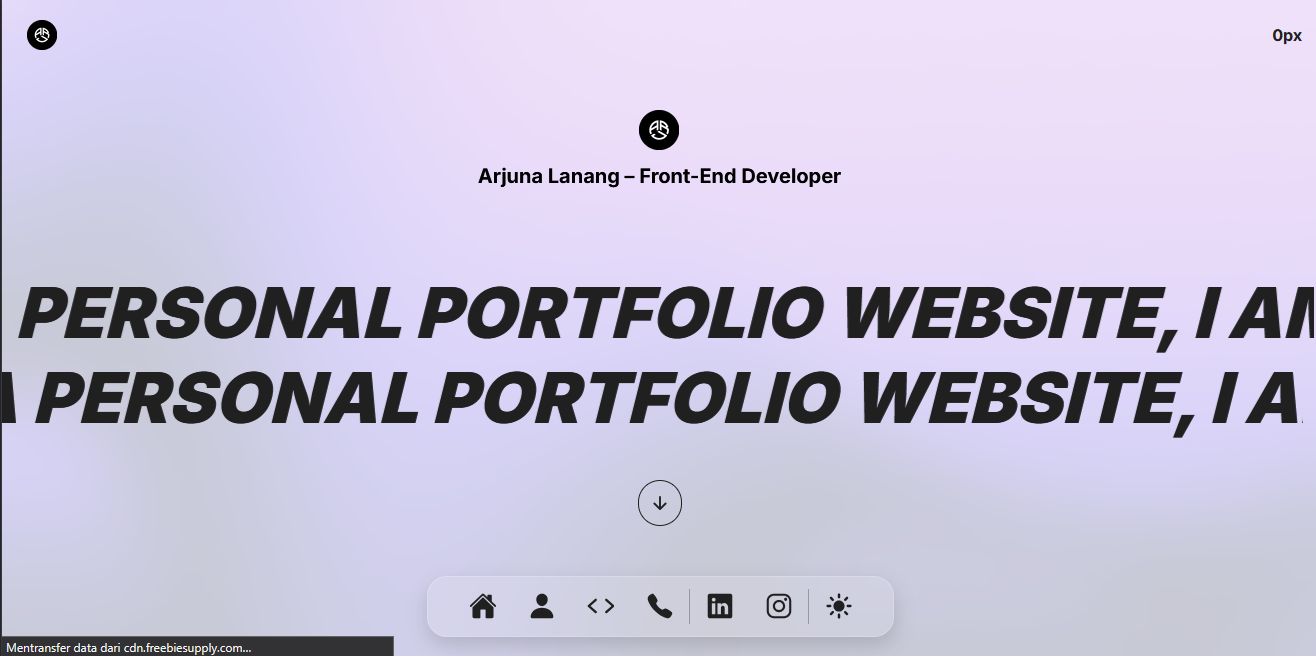 0px
Arjuna Lanang – Front-End Developer
PERSONAL PORTFOLIO WEBSITE, I AM
A PERSONAL PORTFOLIO WEBSITE, I A
in
Mentransfer data dari cdn.freebiesupply.com...